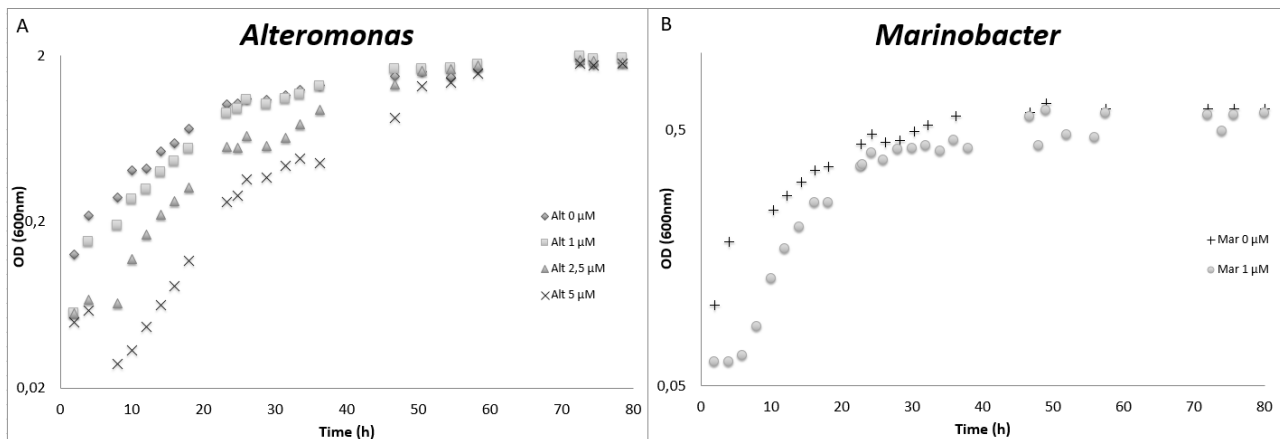 A
Alteromonas
OD (600nm)
2
0,2
0,02
0
10
20
30
40
50
60
70
80
Time (h)
Alt 0 µM
Alt 1 µM
Alt 2,5 µM
Alt 5 µM
B
Marinobacter
OD (600nm)
0,5
0,05
0
10
20
30
40
50
60
70
80
Time (h)
Mar 0 µM
Mar 1 µM